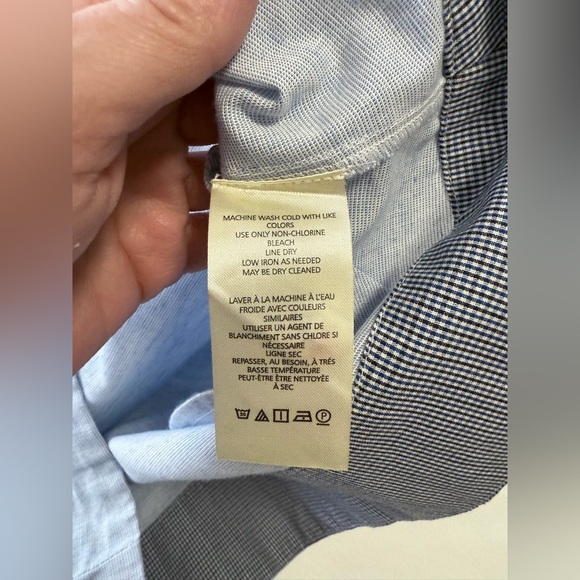 MACHINE WASH COLD WITH LIKE
COLORS
USE ONLY NON-CHLORINE
BLEACH
LINE DRY
LOW IRON AS NEEDED
MAY BE DRY CLEANED
LAVER À LA MACHINE À L'EAU
FROIDE AVEC COULEURS
SIMILAIRES
UTILISER UN AGENT DE
BLANCHIMENT SANS CHLORE SI
NÉCESSAIRE
LIGNE SEC
REPASSER, AU BESOIN, À TRÉS
BASSE TEMPÉRATURE
PEUT-ÊTRE ÊTRE NETTOYÉE
À SEC
P